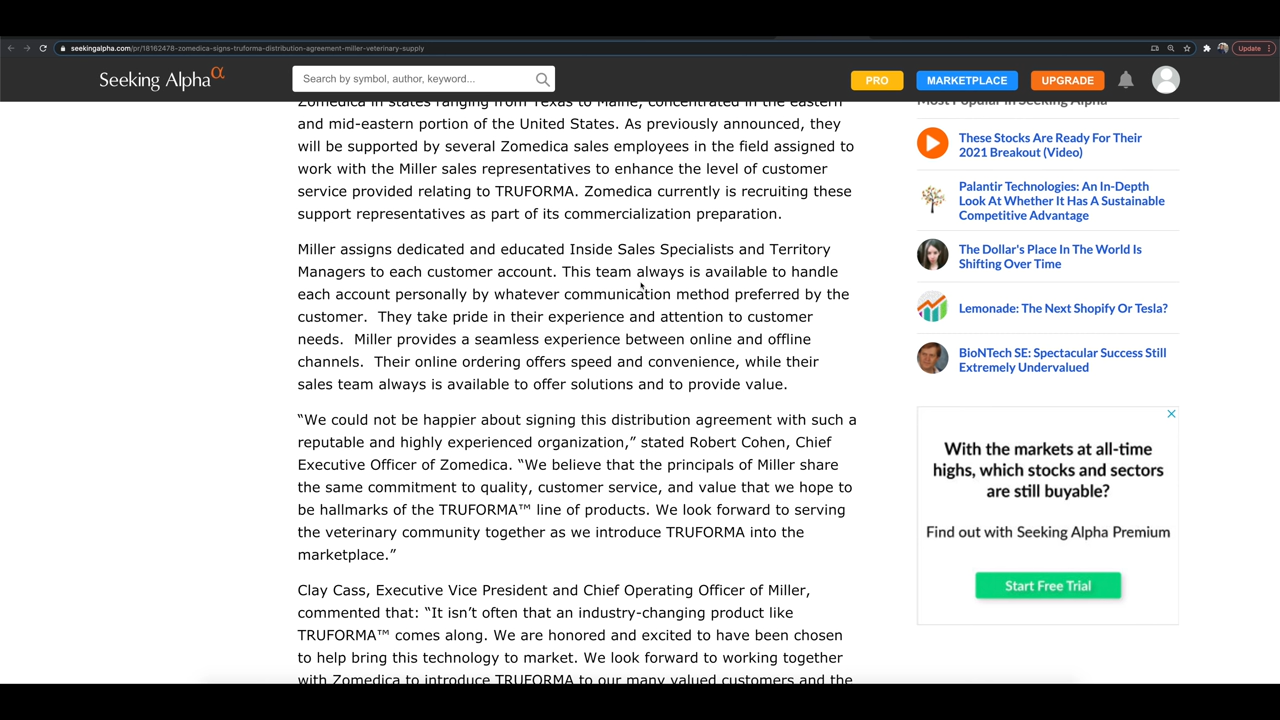 seekingalpha.com/pr/18162478-zomedica-signs-truforma-distribution-agreement-miller-veterinary-supply
Update
Seeking Alpha α
Search by symbol, author, keyword...
PRO
MARKETPLACE
UPGRADE
Zomedica in states ranging from Texas to Maine, concentrated in the eastern
and mid-eastern portion of the United States. As previously announced, they
will be supported by several Zomedica sales employees in the field assigned to
work with the Miller sales representatives to enhance the level of customer
service provided relating to TRUFORMA. Zomedica currently is recruiting these
support representatives as part of its commercialization preparation.
Miller assigns dedicated and educated Inside Sales Specialists and Territory
Managers to each customer account. This team always is available to handle
each account personally by whatever communication method preferred by the
customer.  They take pride in their experience and attention to customer
needs.  Miller provides a seamless experience between online and offline
channels.  Their online ordering offers speed and convenience, while their
sales team always is available to offer solutions and to provide value.
“We could not be happier about signing this distribution agreement with such a
reputable and highly experienced organization,” stated Robert Cohen, Chief
Executive Officer of Zomedica. “We believe that the principals of Miller share
the same commitment to quality, customer service, and value that we hope to
be hallmarks of the TRUFORMA™ line of products. We look forward to serving
the veterinary community together as we introduce TRUFORMA into the
marketplace.”
Clay Cass, Executive Vice President and Chief Operating Officer of Miller,
commented that: “It isn’t often that an industry-changing product like
TRUFORMA™ comes along. We are honored and excited to have been chosen
to help bring this technology to market. We look forward to working together
with Zomedica to introduce TRUFORMA to our many valued customers and the
Most Popular in Seeking Alpha
These Stocks Are Ready For Their
2021 Breakout (Video)
Palantir Technologies: An In-Depth
Look At Whether It Has A Sustainable
Competitive Advantage
The Dollar's Place In The World Is
Shifting Over Time
Lemonade: The Next Shopify Or Tesla?
BioNTech SE: Spectacular Success Still
Extremely Undervalued
With the markets at all-time
highs, which stocks and sectors
are still buyable?
Find out with Seeking Alpha Premium
Start Free Trial